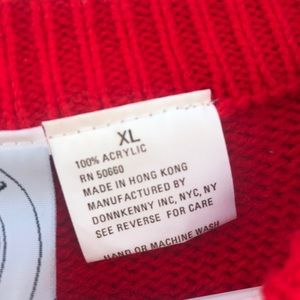 XL
100% ACRYLIC
RN 50660
MADE IN HONG KONG
MANUFACTURED BY
DONNKENNY INC, NYC, NY
SEE REVERSE FOR CARE
HAND OR MACHINE WASH